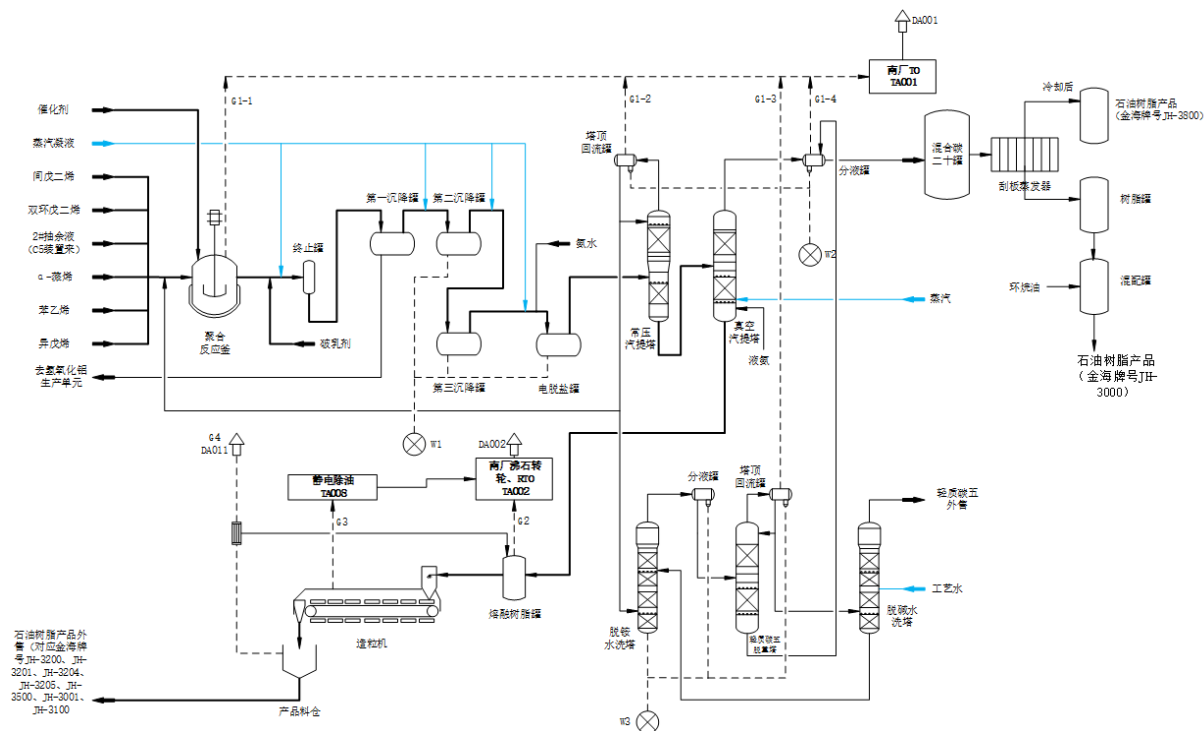 DA001
南厂TO
TA001
G1-1
G1-2
G1-3
G1-4
冷却后
石油树脂产品
(金海牌号JH-3800)
催化剂
蒸汽凝液
间戊二烯
双环戊二烯
2#抽余液
(C5装置来)
α-蒎烯
苯乙烯
异戊烯
去氢氧化铝
生产单元
聚合
反应釜
破乳剂
终止罐
第一沉降罐
第二沉降罐
第三沉降罐
电脱盐罐
氨水
塔顶
回流罐
常压
汽提塔
真空
汽提塔
液氨
蒸汽
分液罐
W2
混合碳
二十罐
刮板蒸发器
树脂罐
混配罐
环烷油
石油树脂产品
(金海牌号JH-
3000)
W1
G4
DA011
DA002
静电除油
TA008
南厂沸石转
轮、RTO
TA002
G3
G2
熔融树脂罐
造粒机
产品料仓
石油树脂产品外
售(对应金海牌
号JH-3200、JH-
3201、JH-3204、
JH-3205、JH-
3500、JH-3001、
JH-3100
分液罐
塔顶
回流罐
脱铵
水洗塔
轻质碳五
W3
轻质碳五
外售
工艺水
脱碱水
洗塔